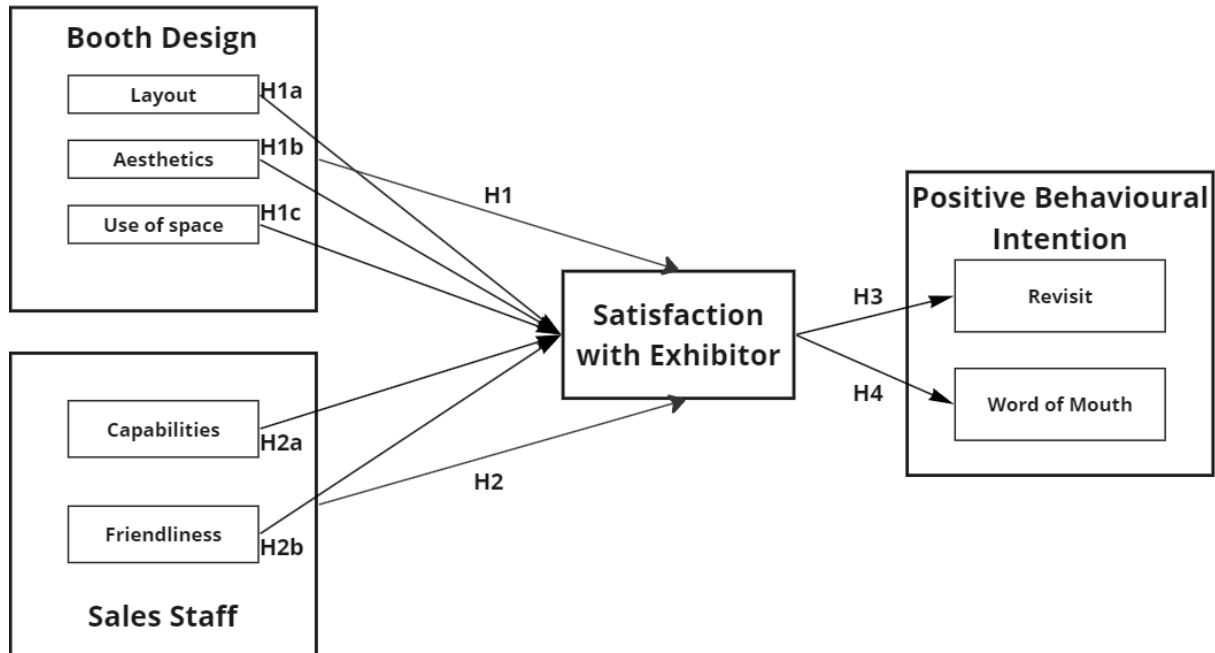 Booth Design
Layout
H1a
Aesthetics
H1b
Use of space
H1c
H1
Capabilities
H2a
Friendliness
H2b
Sales Staff
H2
Satisfaction
with Exhibitor
H3
H4
Positive Behavioural
Intention
Revisit
Word of Mouth